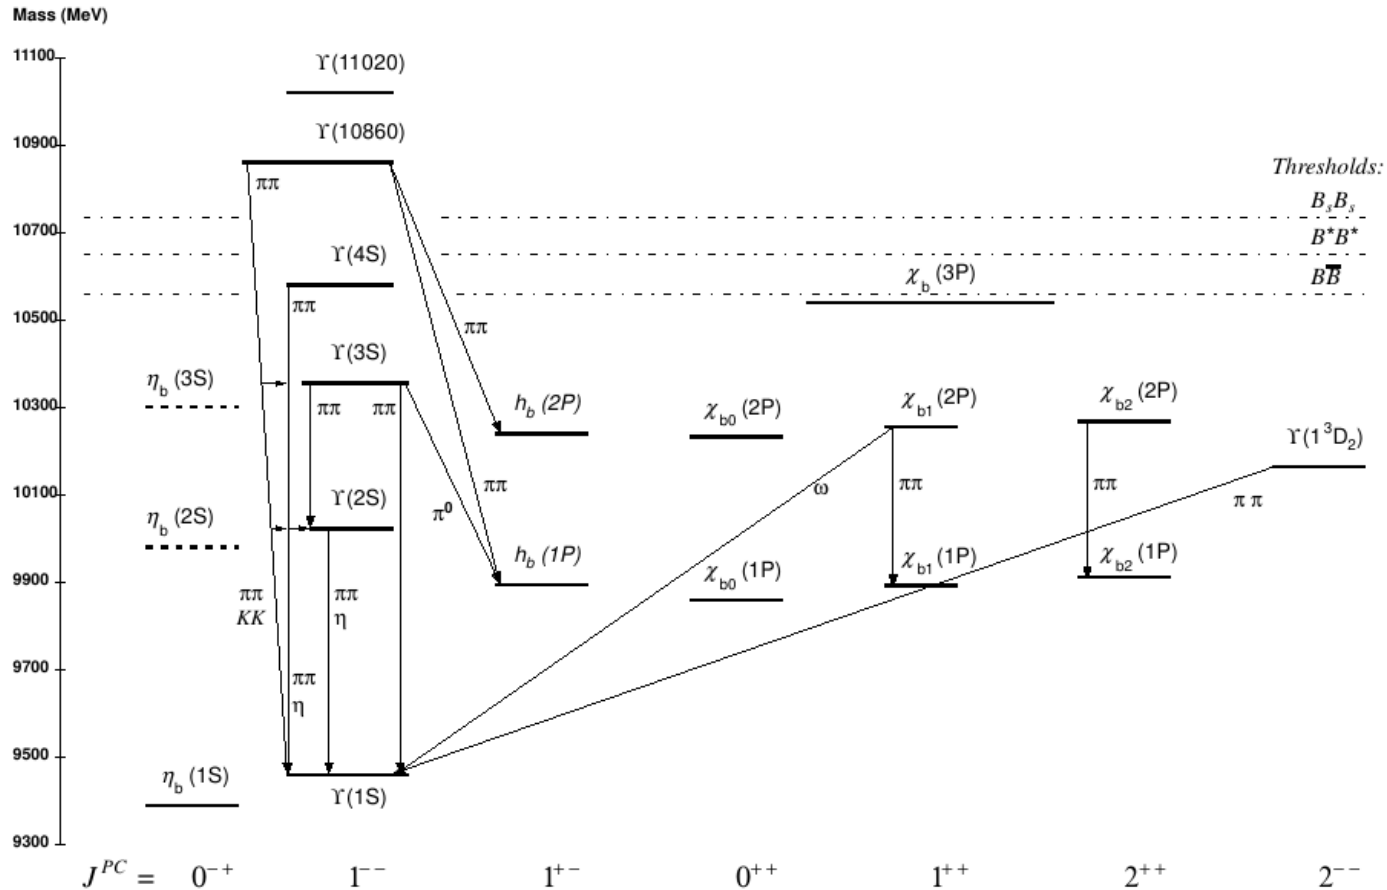 Mass (MeV)
11100
ϒ(11020)
ϒ(10860)
10900
Thresholds:
ππ
BsBs
10700
B*B*
ϒ(4S)
BB̅
χb(3P)
ππ
10500
ππ
ϒ(3S)
ηb(3S)
10300
ππ
ππ
hb(2P)
χb0(2P)
χb1(2P)
χb2(2P)
ϒ(1³D2)
10100
ππ
π⁰
ω
ππ
ππ
π π
ϒ(2S)
ηb(2S)
hb(1P)
χb0(1P)
χb1(1P)
χb2(1P)
9900
ππ
KK
ππ
η
9700
ππ
η
9500
ηb(1S)
ϒ(1S)
9300
J^PC = 0⁻⁺ 1⁻⁻ 1⁺⁻ 0⁺⁺ 1⁺⁺ 2⁺⁺ 2⁻⁻